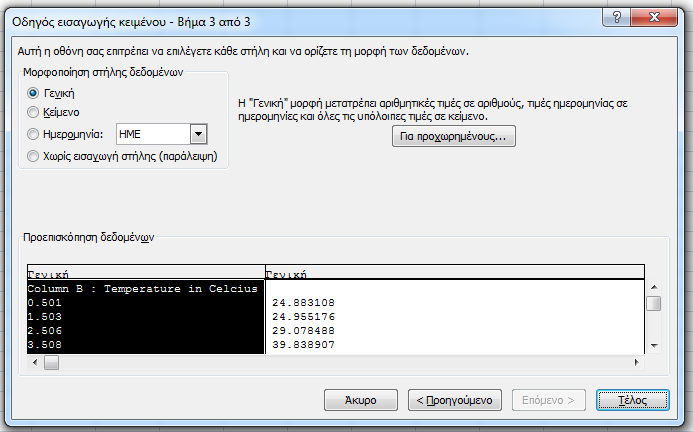 Οδηγός εισαγωγής κειμένου - Βήμα 3 από 3
Αυτή η οθόνη σας επιτρέπει να επιλέγετε κάθε στήλη και να ορίζετε τη μορφή των δεδομένων.
Μορφοποίηση στήλης δεδομένων
Γενική
Κείμενο
Ημερομηνία:
ΗΜΕ
Χωρίς εισαγωγή στήλης (παράλειψη)
Η "Γενική" μορφή μετατρέπει αριθμητικές τιμές σε αριθμούς, τιμές ημερομηνίας σε
ημερομηνίες και όλες τις υπόλοιπες τιμές σε κείμενο.
Για προχωρημένους...
Προεπισκόπηση δεδομένων
Γενική Γενική
Column B : Temperature in Celcius
0.501 24.883108
1.503 24.955176
2.506 29.078488
3.508 39.838907
Άκυρο
< Προηγούμενο
Επόμενο >
Τέλος